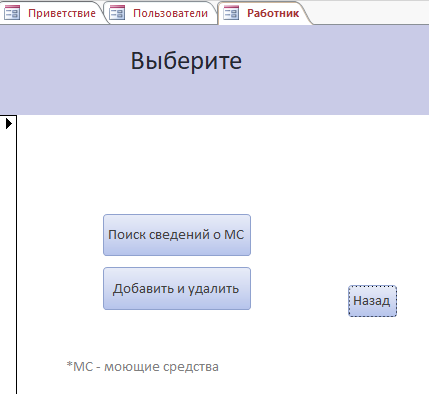 Приветствие Пользователи Работник
Выберите
Поиск сведений о МС
Добавить и удалить
Назад
*МС - моющие средства